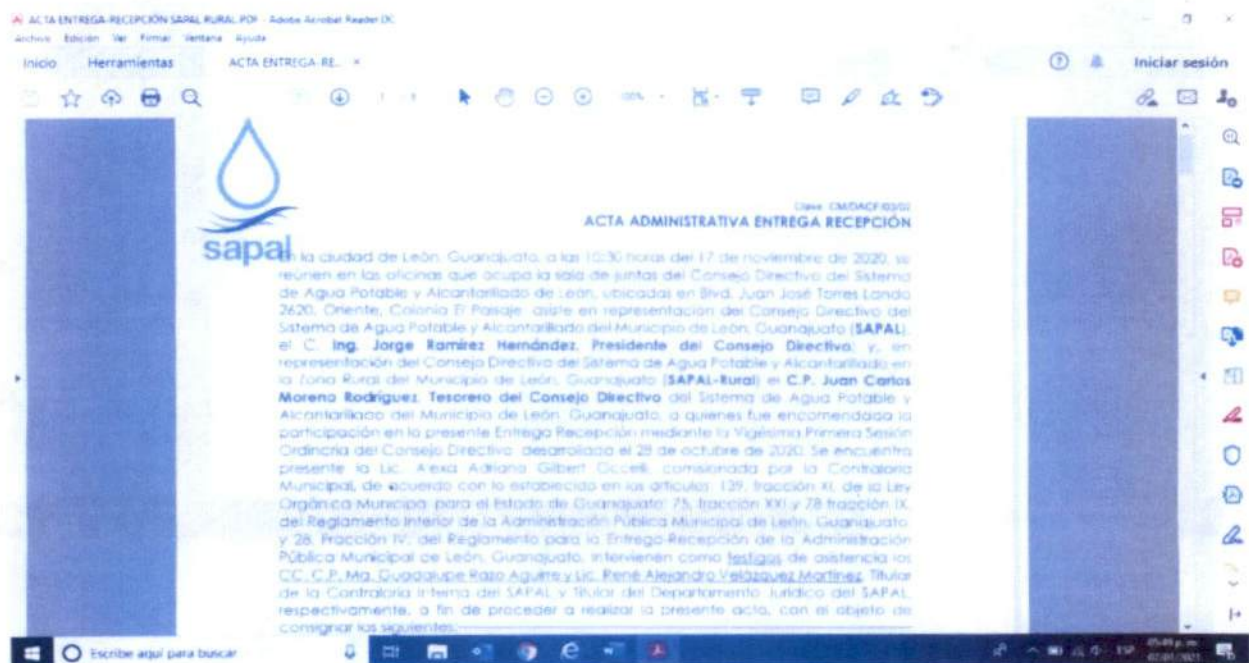 ACTA ENTREGA-RECEPCIÓN SAPAL RURAL.PDF - Adobe Acrobat Reader DC
Archivo Edición Ver Firmar Ventana Ayuda
Inicio Herramientas ACTA ENTREGA-RE... × Iniciar sesión
sapal
Clave: CM/DACF/03/02
ACTA ADMINISTRATIVA ENTREGA RECEPCIÓN
En la ciudad de León, Guanajuato, a las 10:30 horas del 17 de noviembre de 2020, se
reúnen en las oficinas que ocupa la sala de juntas del Consejo Directivo del Sistema
de Agua Potable y Alcantarillado de León, ubicadas en Blvd. Juan José Torres Landa
2620, Oriente, Colonia El Paisaje; asiste en representación del Consejo Directivo del
Sistema de Agua Potable y Alcantarillado del Municipio de León, Guanajuato (SAPAL),
el C. Ing. Jorge Ramírez Hernández, Presidente del Consejo Directivo; y, en
representación del Consejo Directivo del Sistema de Agua Potable y Alcantarillado en
la Zona Rural del Municipio de León, Guanajuato (SAPAL-Rural) el C.P. Juan Carlos
Moreno Rodríguez, Tesorero del Consejo Directivo del Sistema de Agua Potable y
Alcantarillado del Municipio de León, Guanajuato, a quienes fue encomendada la
participación en la presente Entrega Recepción mediante la Vigésima Primera Sesión
Ordinaria del Consejo Directivo, desarrollada el 28 de octubre de 2020. Se encuentra
presente la Lic. Alexa Adriana Gilbert comisionada por la Contraloría
Municipal, de acuerdo con lo establecido en los artículos: 139, fracción XI, de la Ley
Orgánica Municipal para el Estado de Guanajuato; 75, fracción XXI y 78 fracción IX,
del Reglamento Interior de la Administración Pública Municipal de León, Guanajuato;
y 28, Fracción IV, del Reglamento para la Entrega-Recepción de la Administración
Pública Municipal de León, Guanajuato, intervienen como testigos de asistencia los
CC. C.P. Ma. Guadalupe Razo Aguirre y Lic. René Alejandro Velázquez Martínez, Titular
de la Contraloría Interna del SAPAL y Titular del Departamento Jurídico del SAPAL,
respectivamente, a fin de proceder a realizar la presente acta, con el objeto de
consignar los siguientes:
Escribe aquí para buscar
ESP
05:49 p. m.